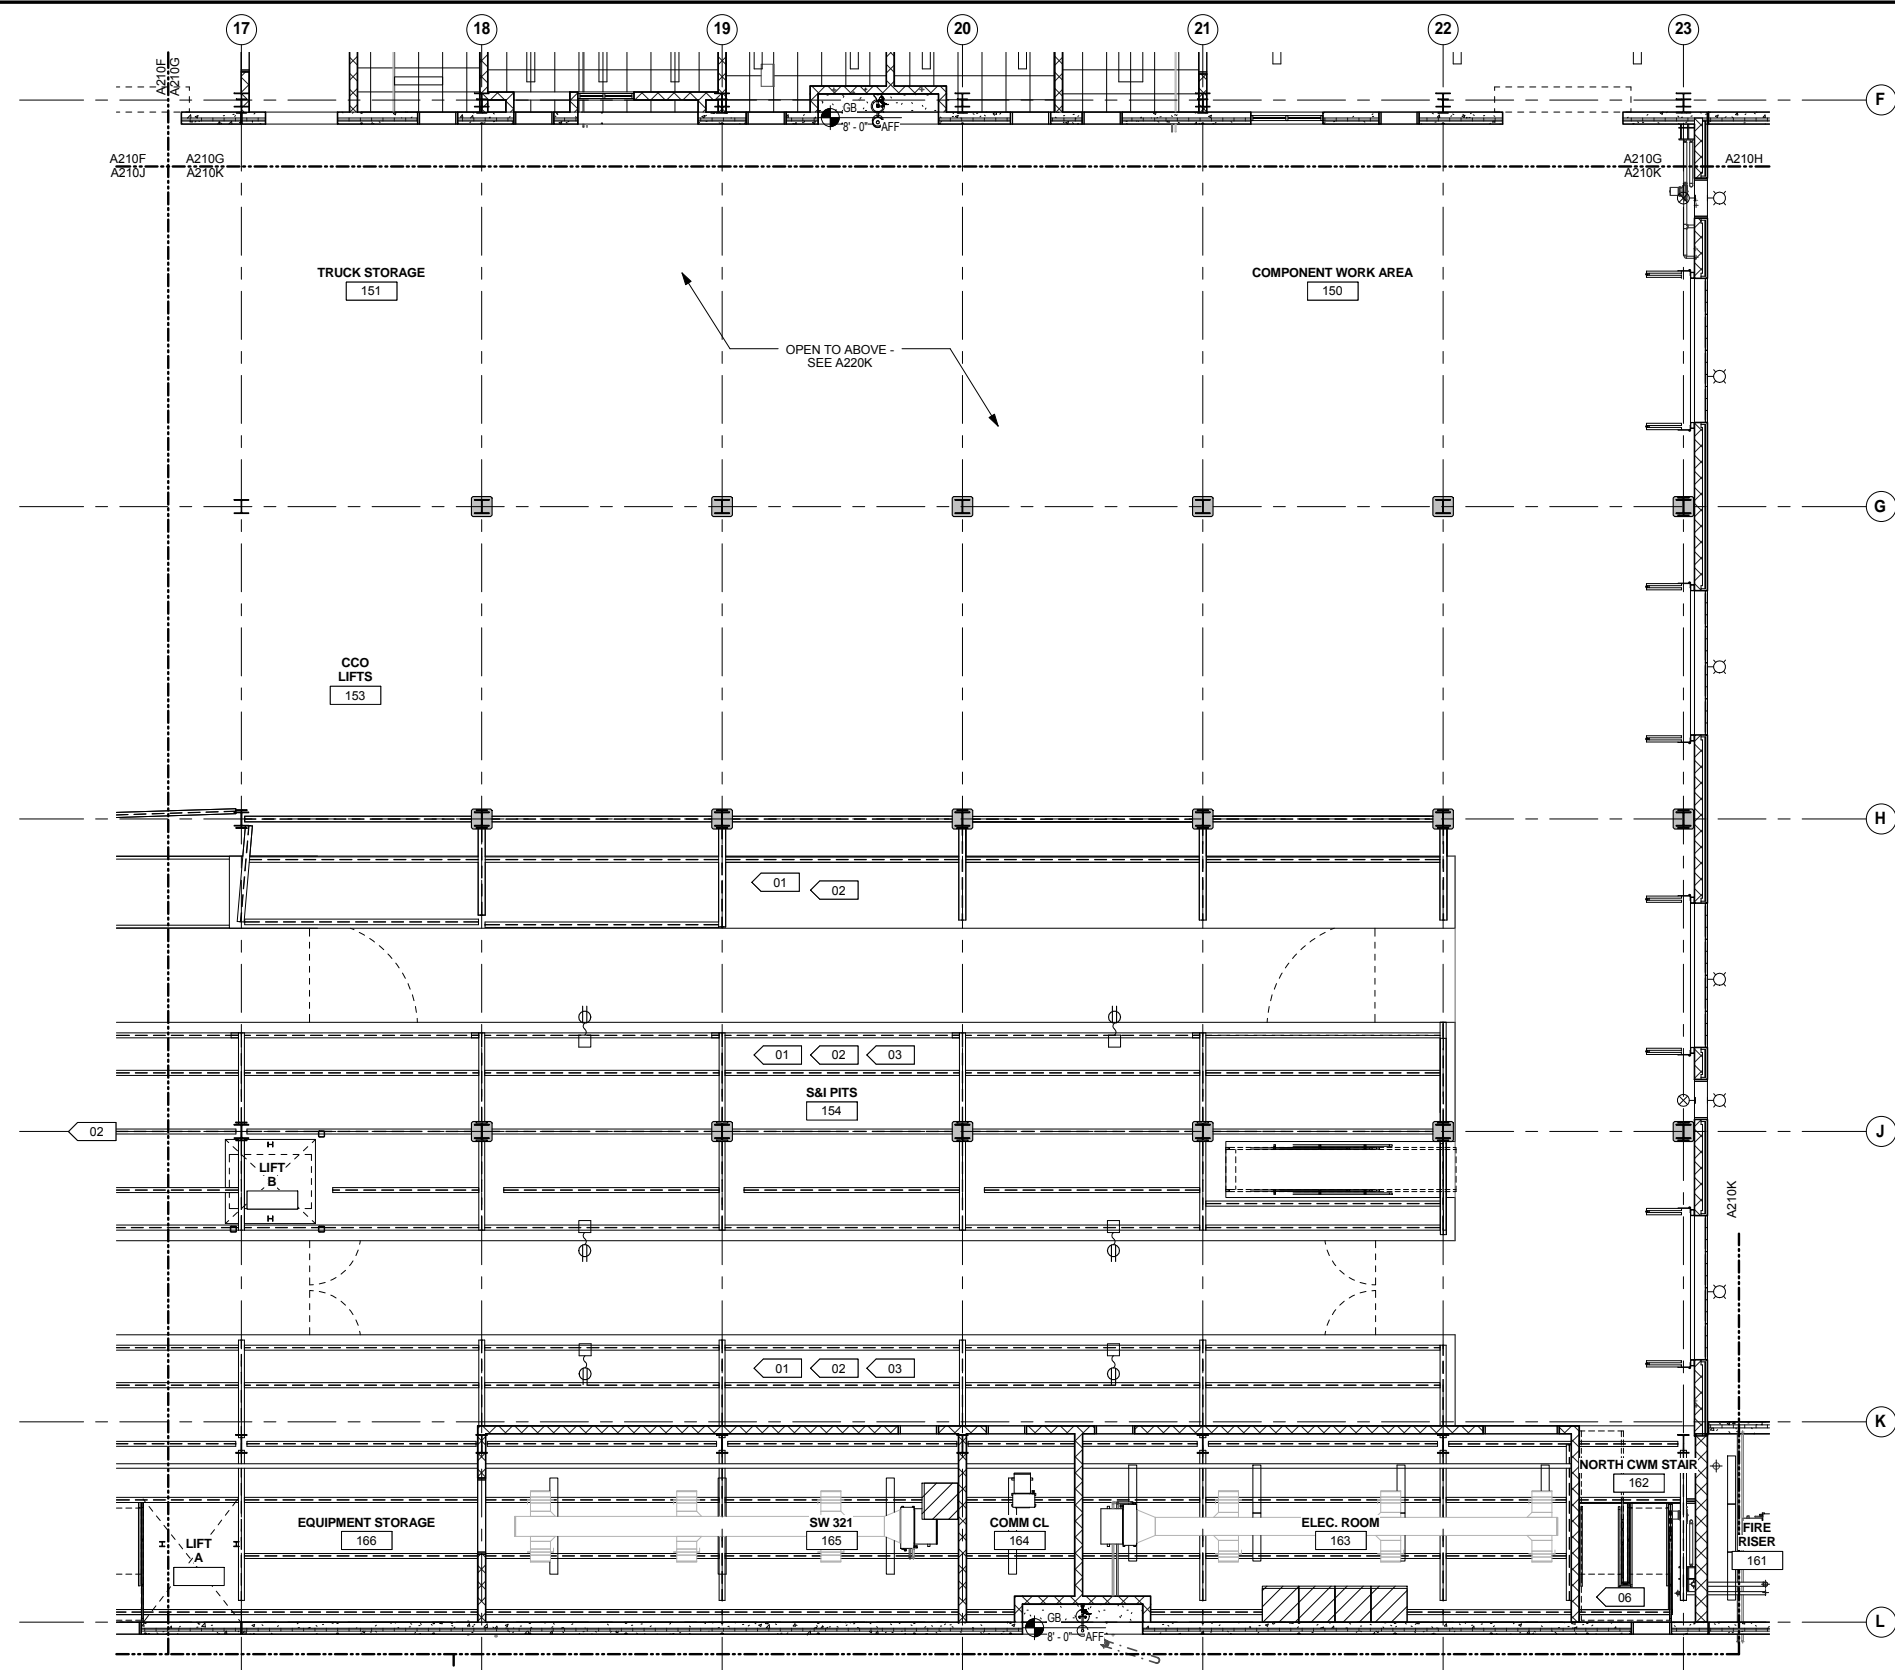 17 18 19 20 21 22 23
A210F
A210G
F
GB
8' - 0" AFF
A210F A210G A210G A210H
A210J A210K A210K
TRUCK STORAGE COMPONENT WORK AREA
151 150
OPEN TO ABOVE -
SEE A220K
G
CCO
LIFTS
153
H
01 02
01 02 03
S&I PITS
154
02
J
LIFT
B
A210K
01 02 03
K
NORTH CWM STAIR
162
EQUIPMENT STORAGE SW 321 COMM CL ELEC. ROOM
166 165 164 163
LIFT
A
FIRE
RISER
161
06
GB
8' - 0" AFF
L